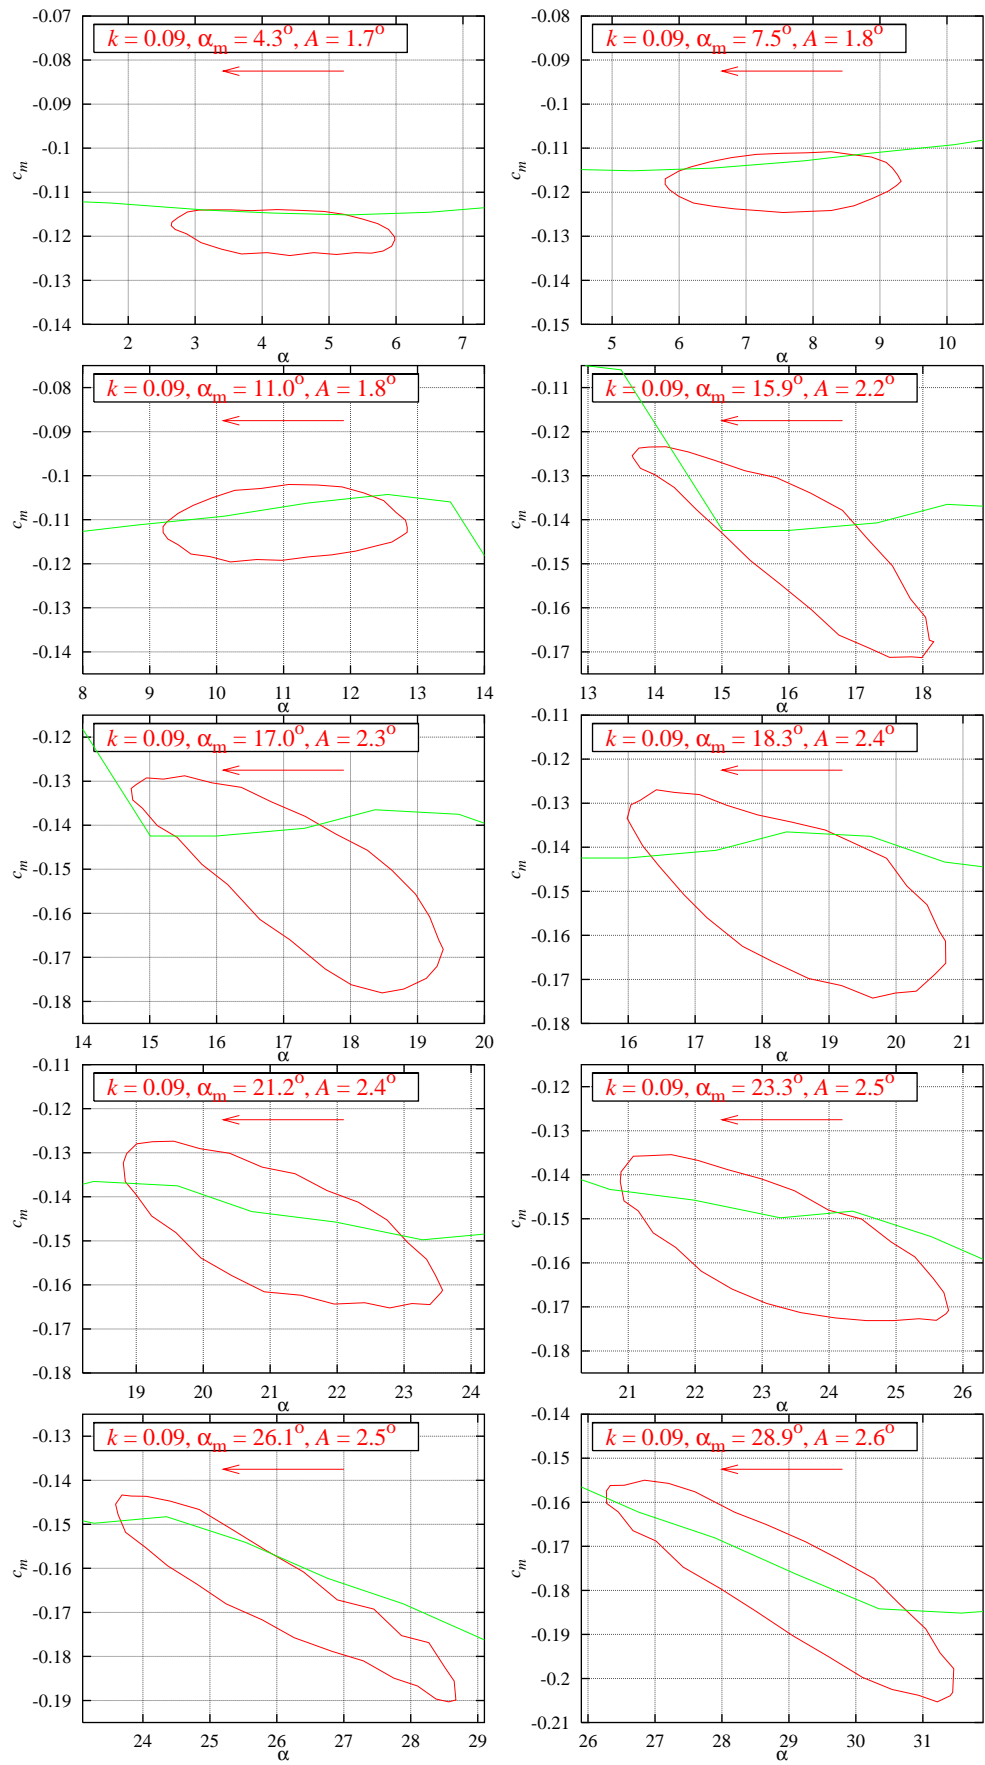 k = 0.09, αm = 4.3°, A = 1.7°
-0.07
-0.08
-0.09
-0.1
-0.11
-0.12
-0.13
-0.14
cm
2 3 4 5 6 7
α
k = 0.09, αm = 7.5°, A = 1.8°
-0.08
-0.09
-0.1
-0.11
-0.12
-0.13
-0.14
-0.15
cm
5 6 7 8 9 10
α
k = 0.09, αm = 11.0°, A = 1.8°
-0.08
-0.09
-0.1
-0.11
-0.12
-0.13
-0.14
cm
8 9 10 11 12 13 14
α
k = 0.09, αm = 15.9°, A = 2.2°
-0.11
-0.12
-0.13
-0.14
-0.15
-0.16
-0.17
cm
13 14 15 16 17 18
α
k = 0.09, αm = 17.0°, A = 2.3°
-0.12
-0.13
-0.14
-0.15
-0.16
-0.17
-0.18
cm
14 15 16 17 18 19 20
α
k = 0.09, αm = 18.3°, A = 2.4°
-0.11
-0.12
-0.13
-0.14
-0.15
-0.16
-0.17
-0.18
cm
16 17 18 19 20 21
α
k = 0.09, αm = 21.2°, A = 2.4°
-0.11
-0.12
-0.13
-0.14
-0.15
-0.16
-0.17
-0.18
cm
19 20 21 22 23 24
α
k = 0.09, αm = 23.3°, A = 2.5°
-0.12
-0.13
-0.14
-0.15
-0.16
-0.17
-0.18
cm
21 22 23 24 25 26
α
k = 0.09, αm = 26.1°, A = 2.5°
-0.13
-0.14
-0.15
-0.16
-0.17
-0.18
-0.19
cm
24 25 26 27 28 29
α
k = 0.09, αm = 28.9°, A = 2.6°
-0.14
-0.15
-0.16
-0.17
-0.18
-0.19
-0.2
-0.21
cm
26 27 28 29 30 31
α